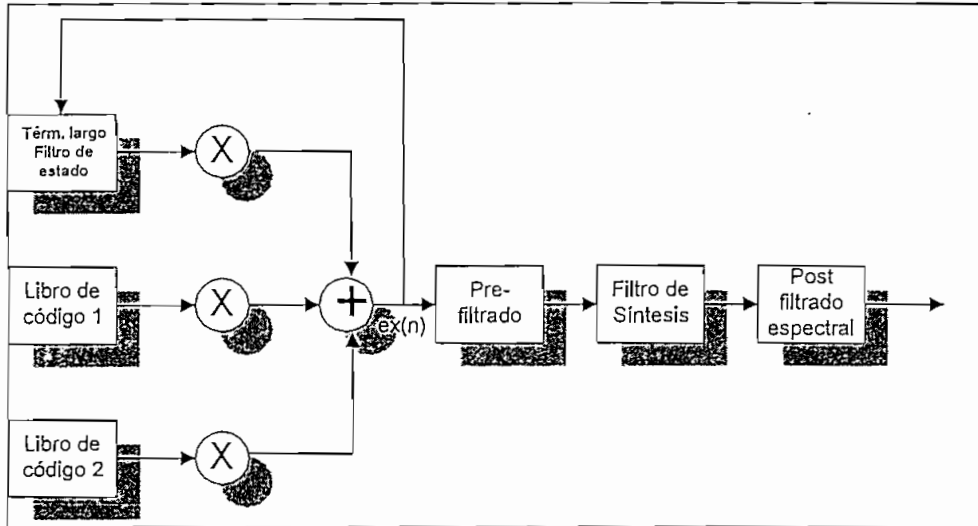 Térm. largo
Filtro de
estado
X
Libro de
código 1
X
+
ex(n)
Pre-
filtrado
Filtro de
Síntesis
Post
filtrado
espectral
Libro de
código 2
X